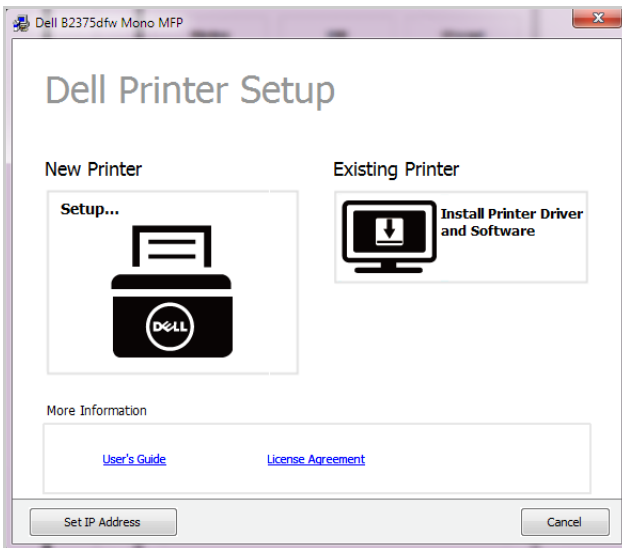 Dell B2375dfw Mono MFP
Dell Printer Setup
New Printer
Setup...
DELL
Existing Printer
Install Printer Driver
and Software
More Information
User's Guide
License Agreement
Set IP Address
Cancel